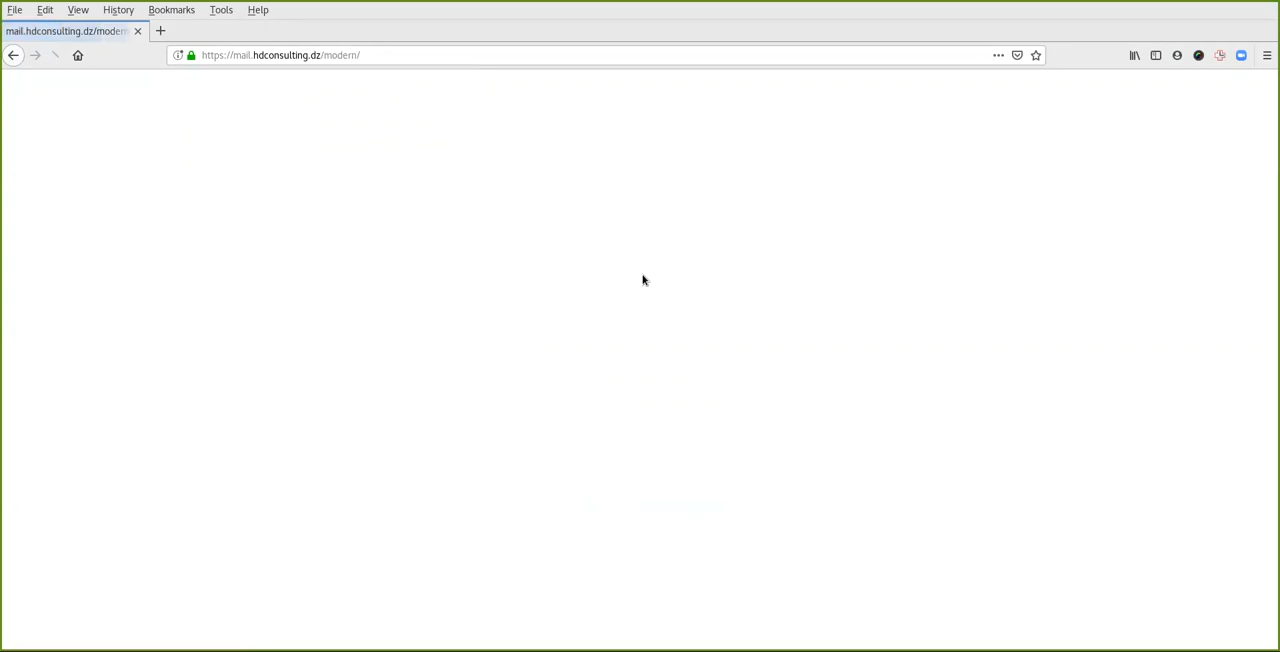 File Edit View History Bookmarks Tools Help
mail.hdconsulting.dz/modern
https://mail.hdconsulting.dz/modern/